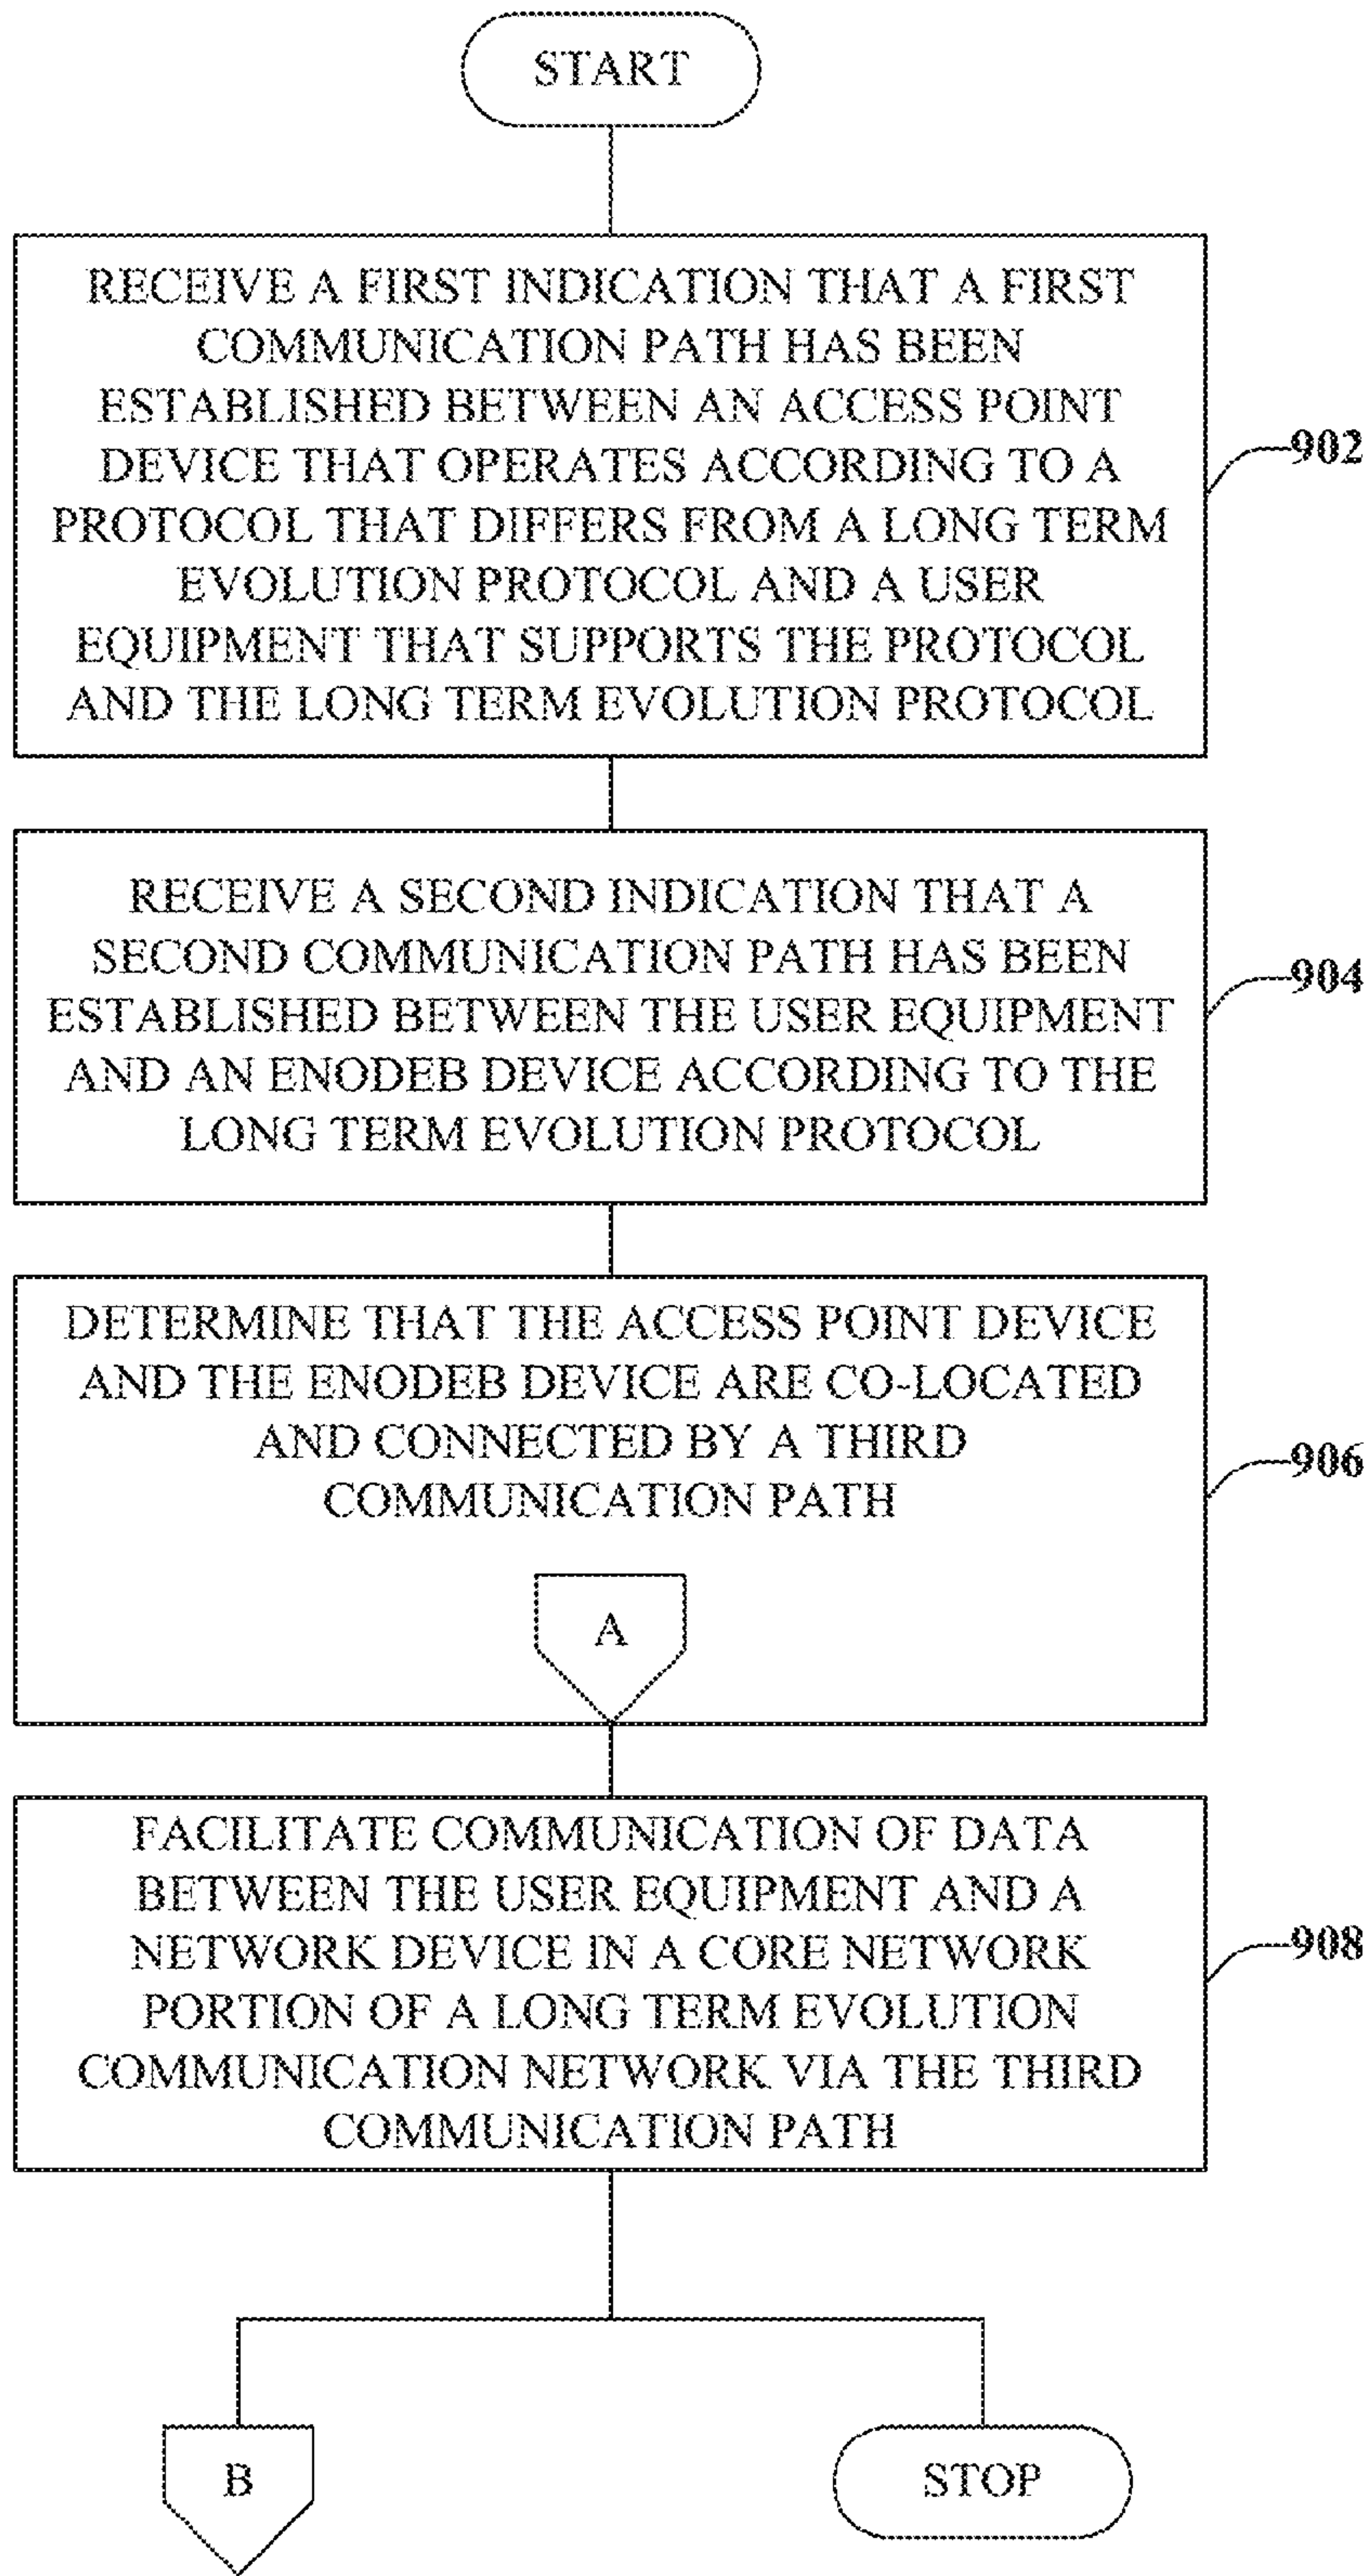 START
RECEIVE A FIRST INDICATION THAT A FIRST
COMMUNICATION PATH HAS BEEN
ESTABLISHED BETWEEN AN ACCESS POINT
DEVICE THAT OPERATES ACCORDING TO A
PROTOCOL THAT DIFFERS FROM A LONG TERM
EVOLUTION PROTOCOL AND A USER
EQUIPMENT THAT SUPPORTS THE PROTOCOL
AND THE LONG TERM EVOLUTION PROTOCOL
902
RECEIVE A SECOND INDICATION THAT A
SECOND COMMUNICATION PATH HAS BEEN
ESTABLISHED BETWEEN THE USER EQUIPMENT
AND AN ENODEB DEVICE ACCORDING TO THE
LONG TERM EVOLUTION PROTOCOL
904
DETERMINE THAT THE ACCESS POINT DEVICE
AND THE ENODEB DEVICE ARE CO-LOCATED
AND CONNECTED BY A THIRD
COMMUNICATION PATH
906
A
FACILITATE COMMUNICATION OF DATA
BETWEEN THE USER EQUIPMENT AND A
NETWORK DEVICE IN A CORE NETWORK
PORTION OF A LONG TERM EVOLUTION
COMMUNICATION NETWORK VIA THE THIRD
COMMUNICATION PATH
908
B
STOP